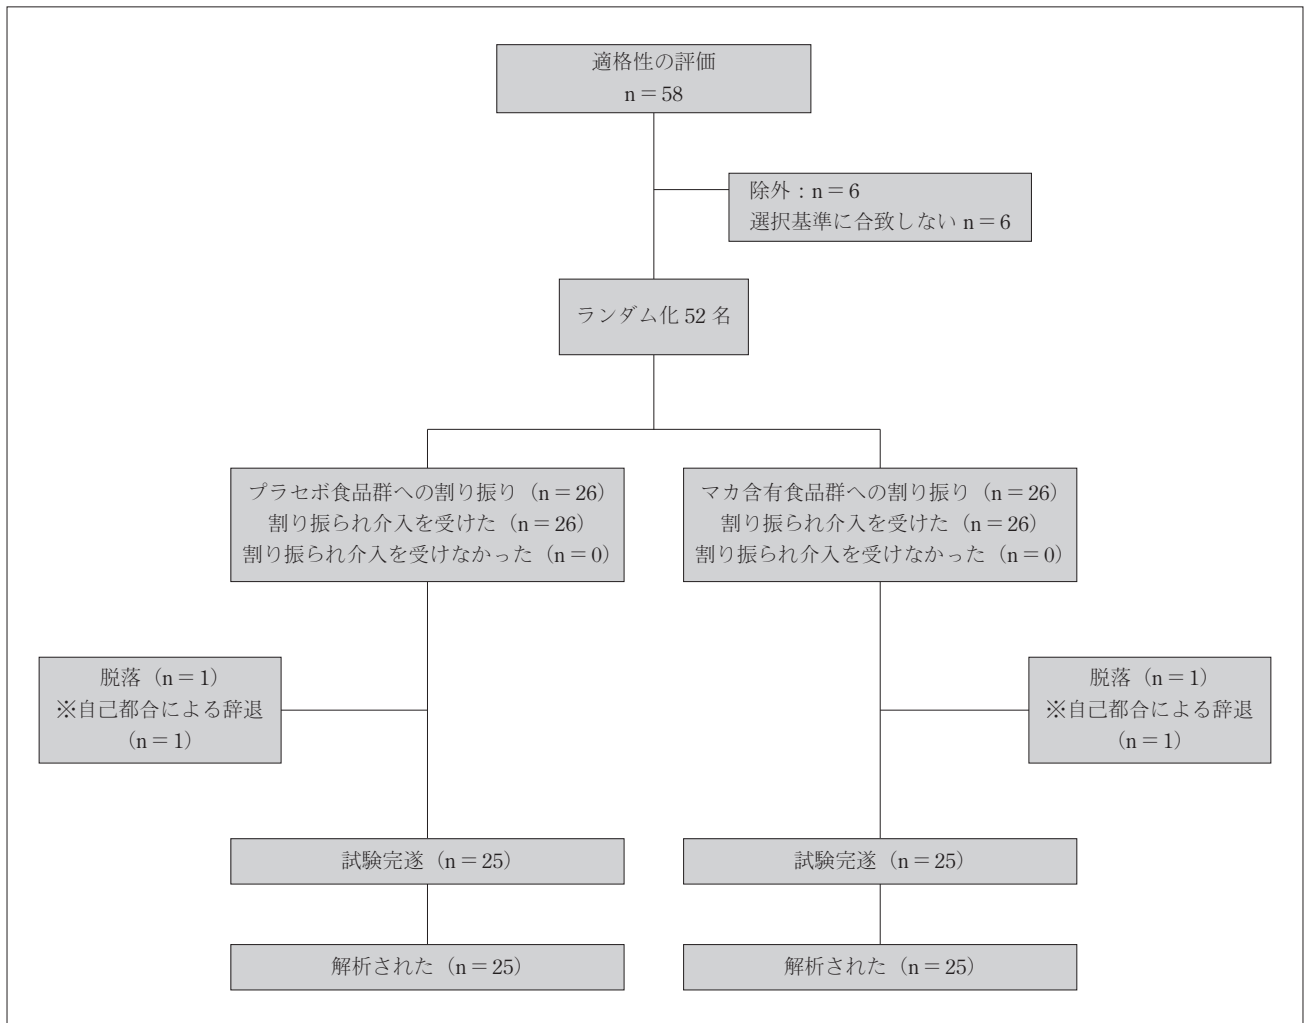 適格性の評価
n＝58
除外：n＝6
選択基準に合致しない n＝6
ランダム化 52 名
プラセボ食品群への割り振り（n＝26）
割り振られ介入を受けた（n＝26）
割り振られ介入を受けなかった（n＝0）
マカ含有食品群への割り振り（n＝26）
割り振られ介入を受けた（n＝26）
割り振られ介入を受けなかった（n＝0）
脱落（n＝1）
※自己都合による辞退
（n＝1）
脱落（n＝1）
※自己都合による辞退
（n＝1）
試験完遂（n＝25）
試験完遂（n＝25）
解析された（n＝25）
解析された（n＝25）